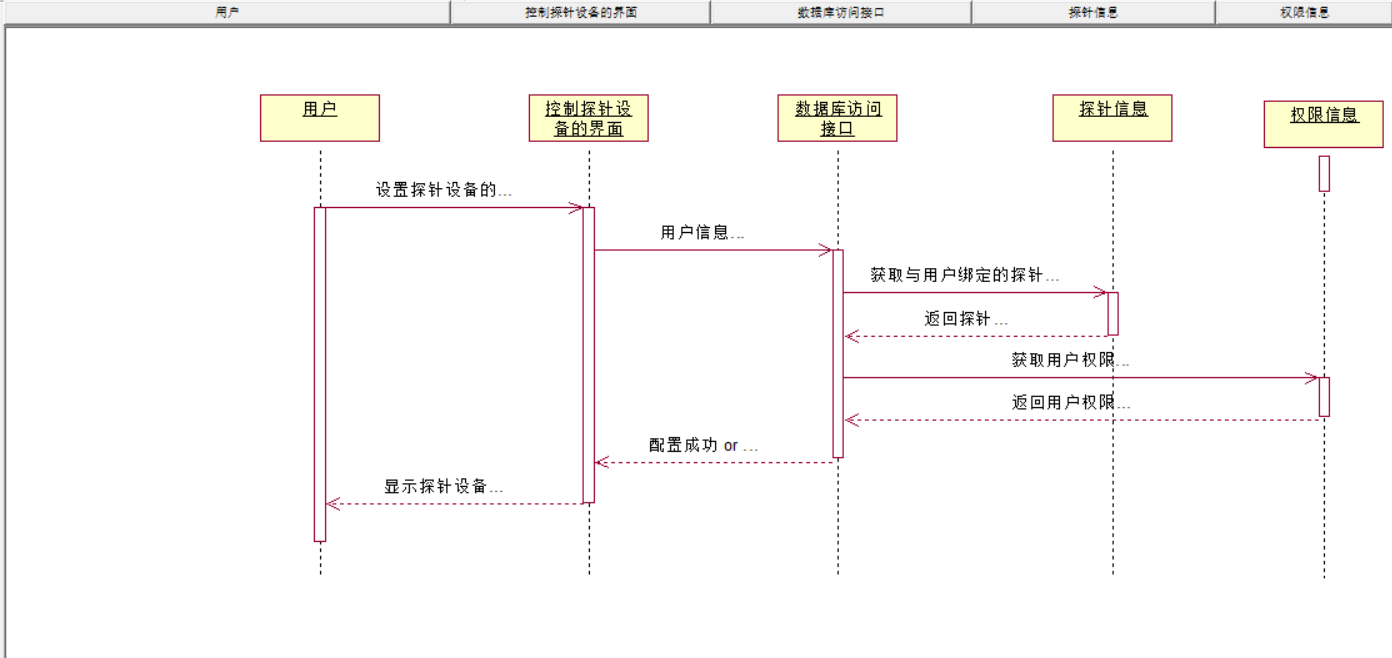 用户
控制探针设备的界面
数据库访问接口
探针信息
权限信息
用户
控制探针设
备的界面
数据库访问
接口
探针信息
权限信息
设置探针设备的...
用户信息...
获取与用户绑定的探针...
返回探针...
获取用户权限...
返回用户权限...
配置成功 or ...
显示探针设备...